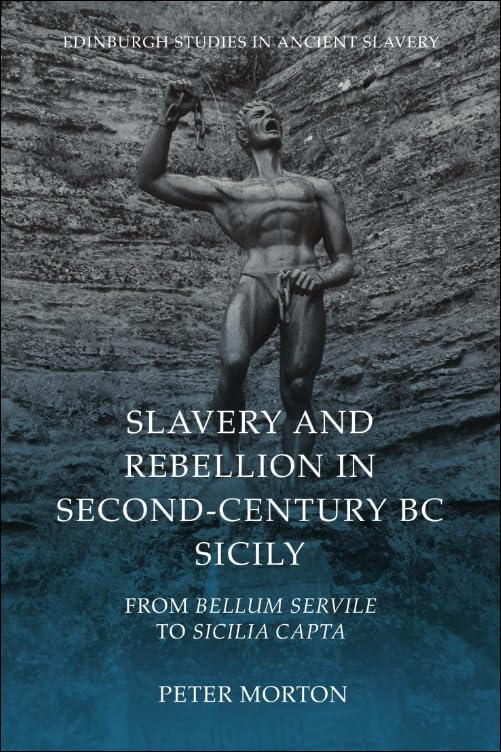 EDINBURGH STUDIES IN ANCIENT SLAVERY
SLAVERY AND
REBELLION IN
SECOND-CENTURY BC
SICILY
FROM BELLUM SERVILE
TO SICILIA CAPTA
PETER MORTON